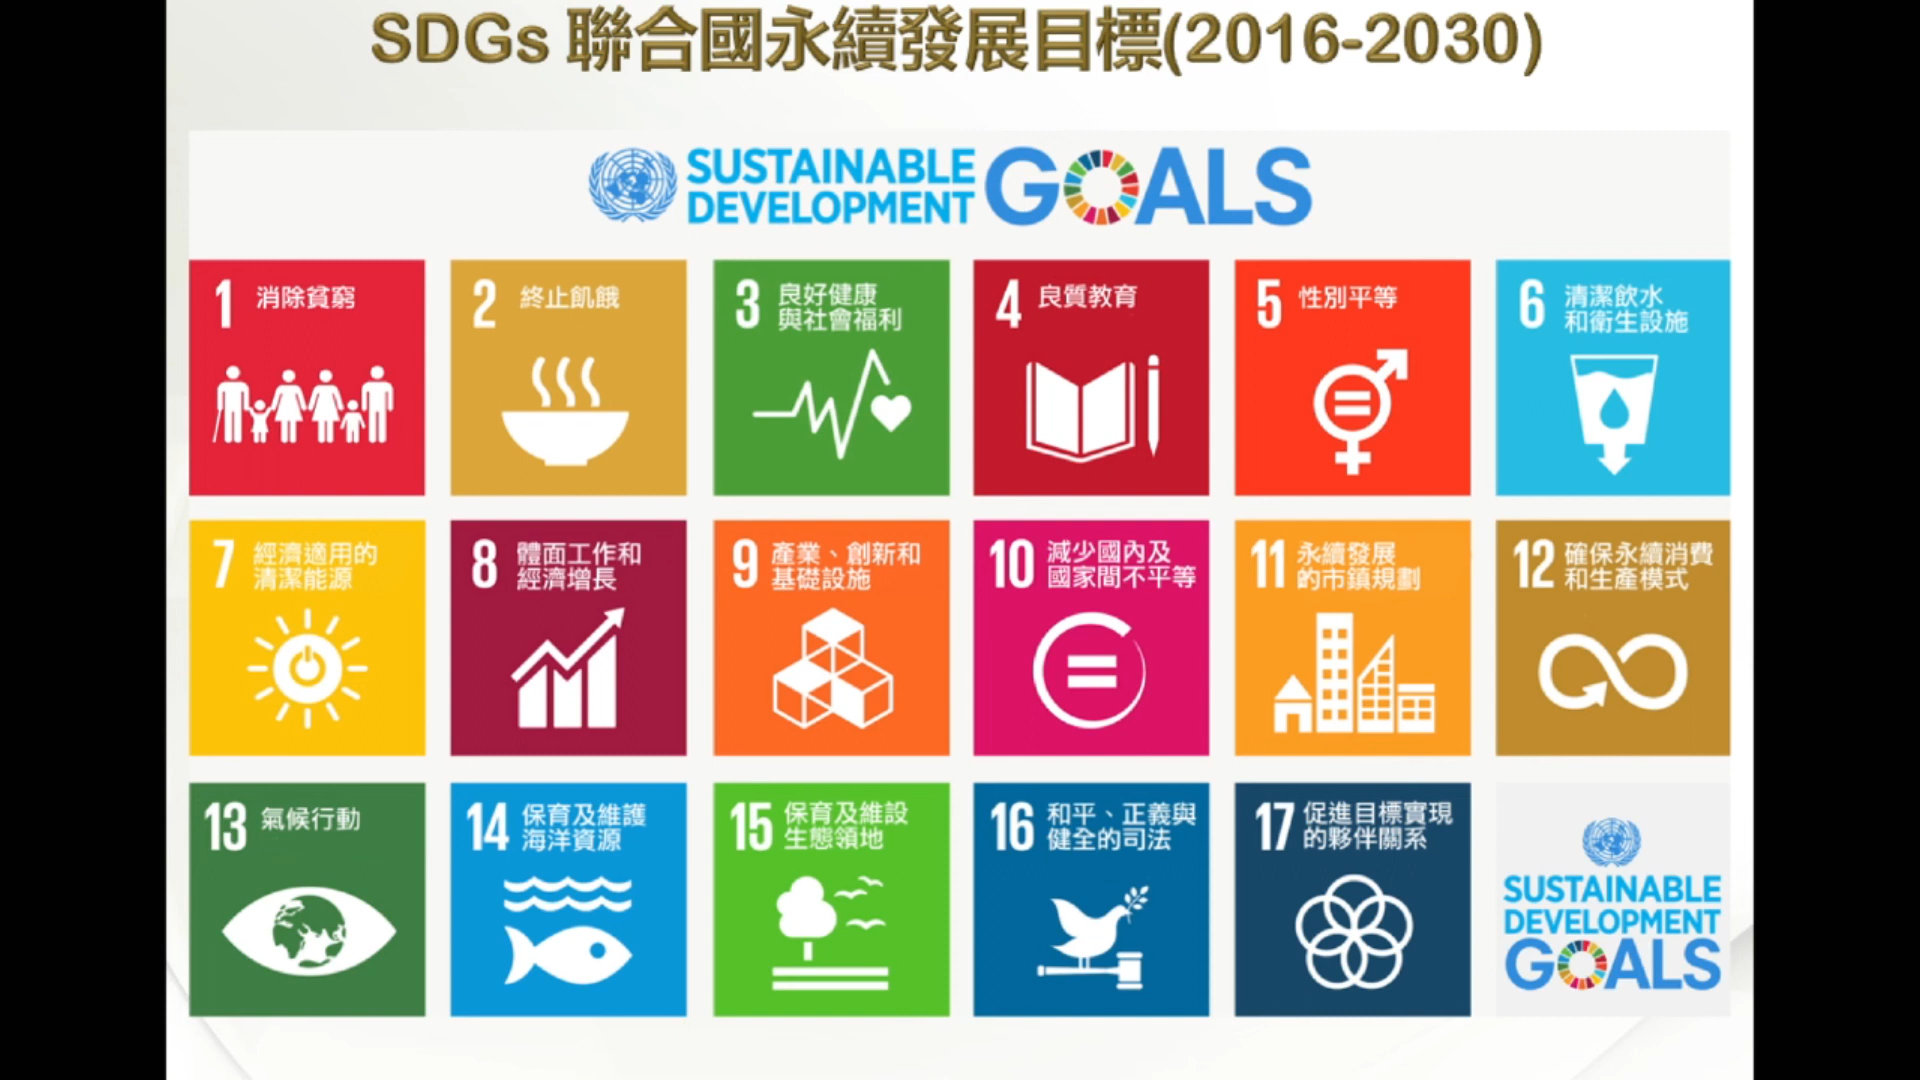 SDGs 聯合國永續發展目標(2016-2030)
SUSTAINABLE
DEVELOPMENT
GOALS
1 消除貧窮
2 終止飢餓
3 良好健康
與社會福利
4 良質教育
5 性別平等
6 清潔飲水
和衛生設施
7 經濟適用的
清潔能源
8 體面工作和
經濟增長
9 產業、創新和
基礎設施
10 減少國內及
國家間不平等
11 永續發展
的市鎮規劃
12 確保永續消費
和生產模式
13 氣候行動
14 保育及維護
海洋資源
15 保育及維設
生態領地
16 和平、正義與
健全的司法
17 促進目標實現
的夥伴關系
SUSTAINABLE
DEVELOPMENT
GOALS